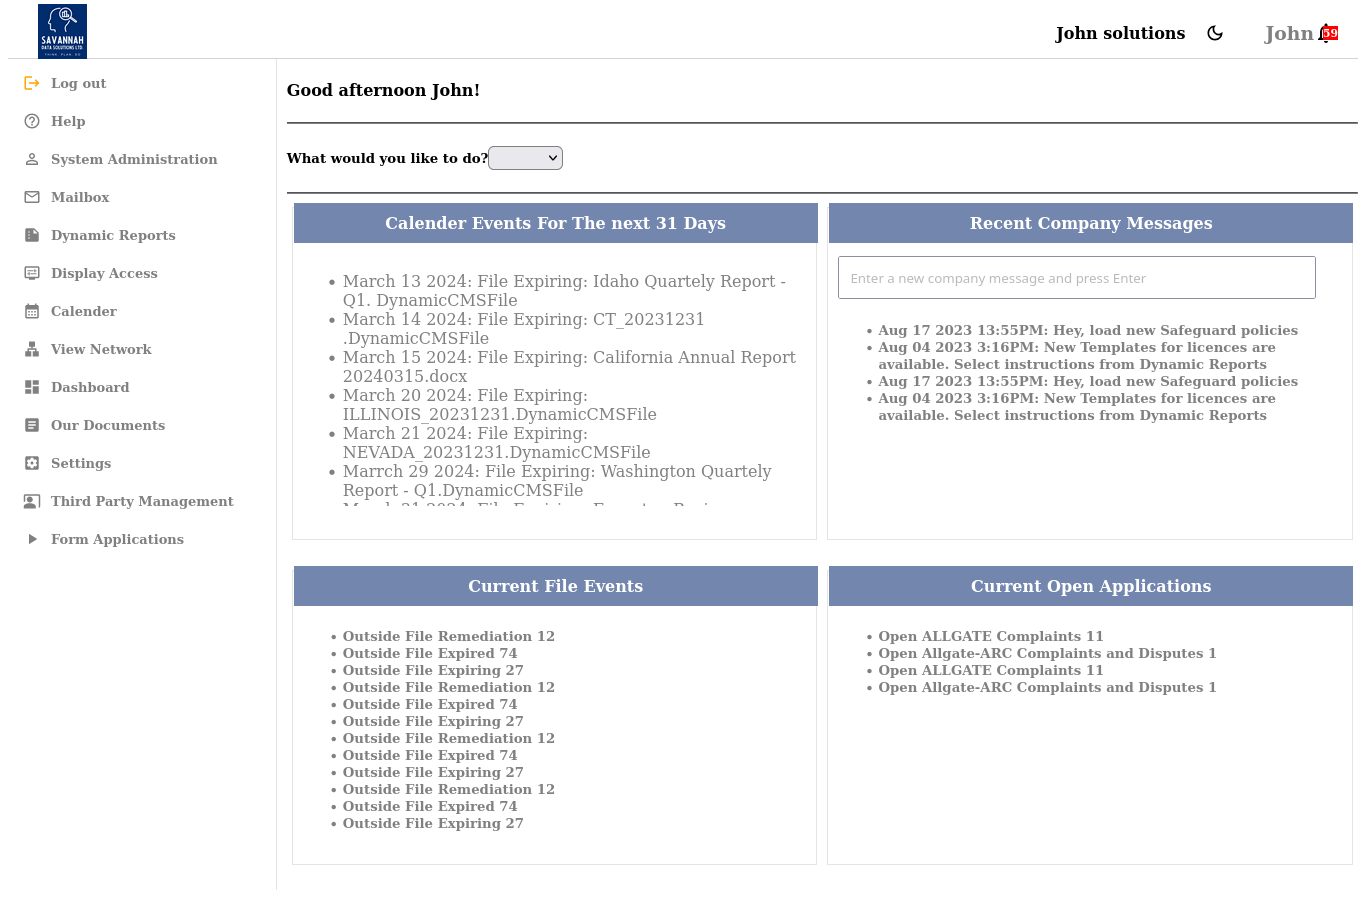 SAVANNAH
DATA SOLUTIONS LTD.
THINK. PLAN. DO
John solutions
John
59
Log out
Help
System Administration
Mailbox
Dynamic Reports
Display Access
Calender
View Network
Dashboard
Our Documents
Settings
Third Party Management
Form Applications
Good afternoon John!
What would you like to do?
Calender Events For The next 31 Days
March 13 2024: File Expiring: Idaho Quartely Report -
Q1. DynamicCMSFile
March 14 2024: File Expiring: CT_20231231
.DynamicCMSFile
March 15 2024: File Expiring: California Annual Report
20240315.docx
March 20 2024: File Expiring:
ILLINOIS_20231231.DynamicCMSFile
March 21 2024: File Expiring:
NEVADA_20231231.DynamicCMSFile
Marrch 29 2024: File Expiring: Washington Quartely
Report - Q1.DynamicCMSFile
Recent Company Messages
Enter a new company message and press Enter
Aug 17 2023 13:55PM: Hey, load new Safeguard policies
Aug 04 2023 3:16PM: New Templates for licences are
available. Select instructions from Dynamic Reports
Aug 17 2023 13:55PM: Hey, load new Safeguard policies
Aug 04 2023 3:16PM: New Templates for licences are
available. Select instructions from Dynamic Reports
Current File Events
Outside File Remediation 12
Outside File Expired 74
Outside File Expiring 27
Outside File Remediation 12
Outside File Expired 74
Outside File Expiring 27
Outside File Remediation 12
Outside File Expired 74
Outside File Expiring 27
Outside File Remediation 12
Outside File Expired 74
Outside File Expiring 27
Current Open Applications
Open ALLGATE Complaints 11
Open Allgate-ARC Complaints and Disputes 1
Open ALLGATE Complaints 11
Open Allgate-ARC Complaints and Disputes 1